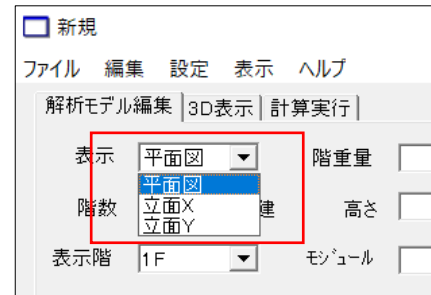 新規
ファイル 編集 設定 表示 ヘルプ
解析モデル編集 3D表示 計算実行
表示 平面図 階重量
平面図
立面X
立面Y
階数 建 高さ
表示階 1F モジュール